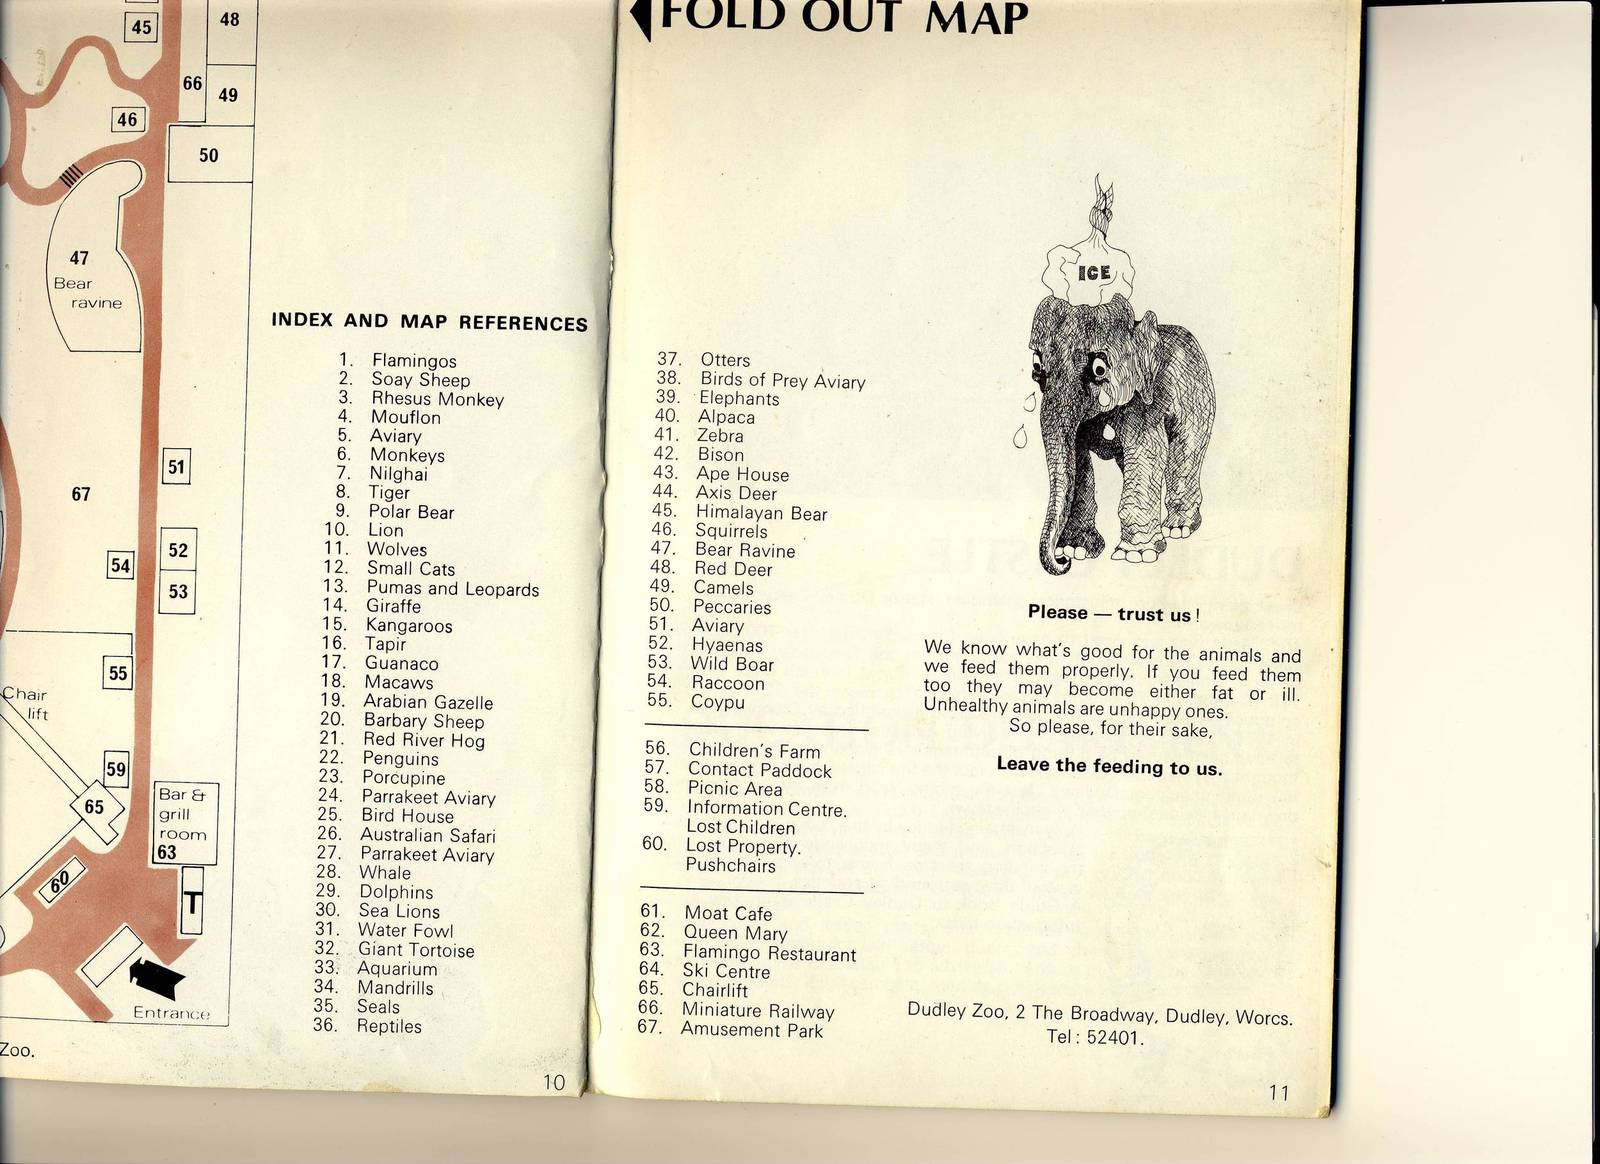 45
48
66
49
46
50
47
Bear
ravine
51
67
52
54
53
55
Chair
lift
59
65
Bar &
grill
room
63
60
T
Entrance
Zoo.
INDEX AND MAP REFERENCES
1. Flamingos
2. Soay Sheep
3. Rhesus Monkey
4. Mouflon
5. Aviary
6. Monkeys
7. Nilghai
8. Tiger
9. Polar Bear
10. Lion
11. Wolves
12. Small Cats
13. Pumas and Leopards
14. Giraffe
15. Kangaroos
16. Tapir
17. Guanaco
18. Macaws
19. Arabian Gazelle
20. Barbary Sheep
21. Red River Hog
22. Penguins
23. Porcupine
24. Parrakeet Aviary
25. Bird House
26. Australian Safari
27. Parrakeet Aviary
28. Whale
29. Dolphins
30. Sea Lions
31. Water Fowl
32. Giant Tortoise
33. Aquarium
34. Mandrills
35. Seals
36. Reptiles
10
FOLD OUT MAP
37. Otters
38. Birds of Prey Aviary
39. Elephants
40. Alpaca
41. Zebra
42. Bison
43. Ape House
44. Axis Deer
45. Himalayan Bear
46. Squirrels
47. Bear Ravine
48. Red Deer
49. Camels
50. Peccaries
51. Aviary
52. Hyaenas
53. Wild Boar
54. Raccoon
55. Coypu
56. Children's Farm
57. Contact Paddock
58. Picnic Area
59. Information Centre.
Lost Children
60. Lost Property.
Pushchairs
61. Moat Cafe
62. Queen Mary
63. Flamingo Restaurant
64. Ski Centre
65. Chairlift
66. Miniature Railway
67. Amusement Park
ICE
Please — trust us!
We know what's good for the animals and
we feed them properly. If you feed them
too they may become either fat or ill.
Unhealthy animals are unhappy ones.
So please, for their sake,
Leave the feeding to us.
Dudley Zoo, 2 The Broadway, Dudley, Worcs.
Tel: 52401.
11